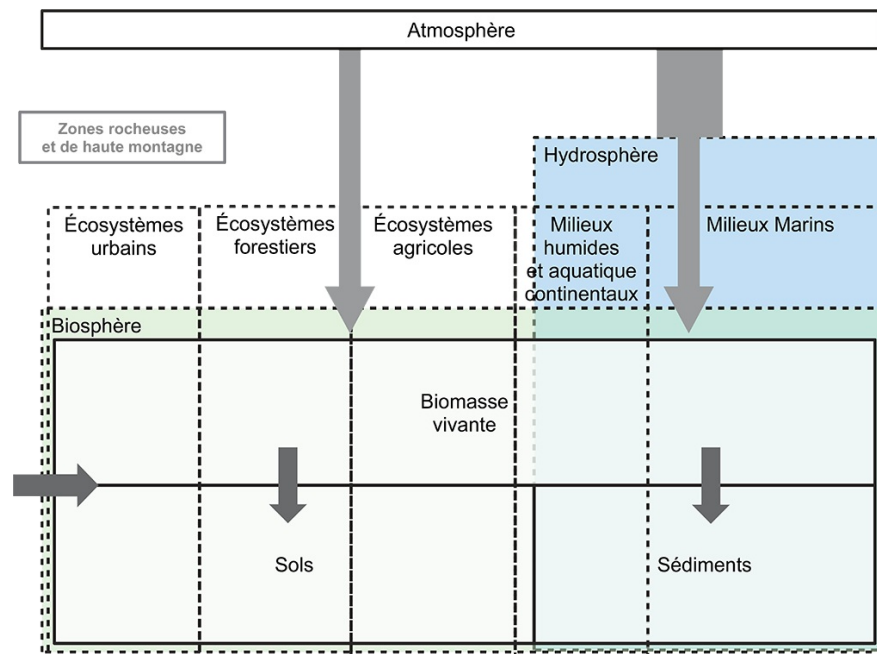 Atmosphère
Zones rocheuses
et de haute montagne
Hydrosphère
Écosystèmes
urbains
Écosystèmes
forestiers
Écosystèmes
agricoles
Milieux
humides
et aquatique
continentaux
Milieux Marins
Biosphère
Biomasse
vivante
Sols
Sédiments